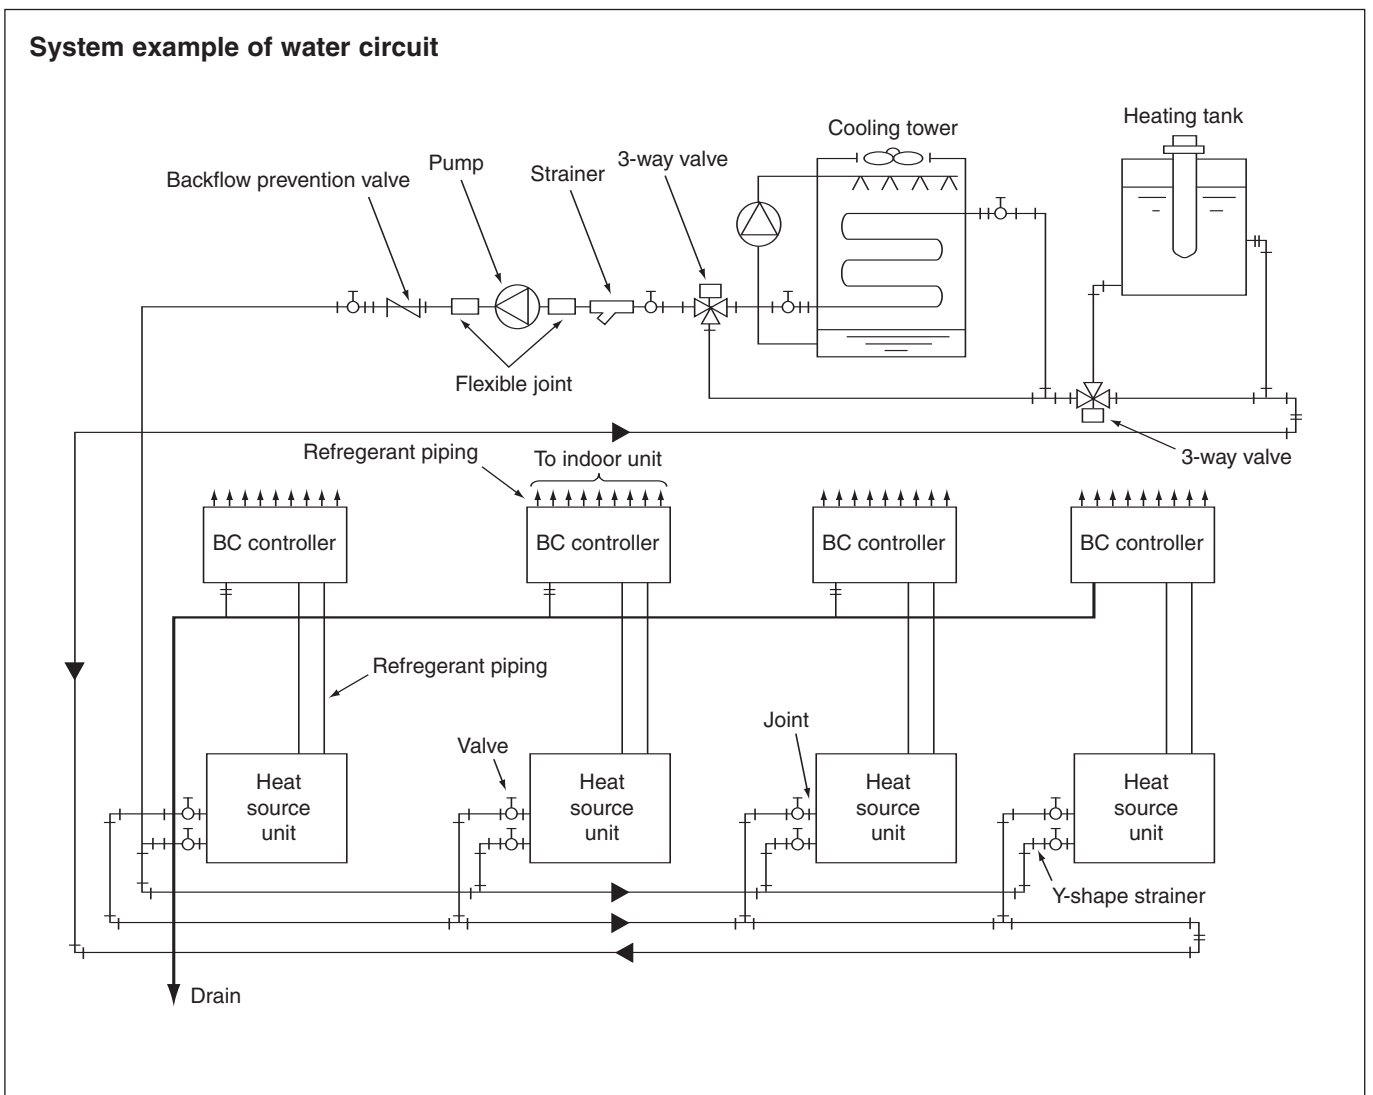 System example of water circuit
Heating tank
Cooling tower
3-way valve
Pump
Strainer
Backflow prevention valve
Flexible joint
3-way valve
Refregerant piping
To indoor unit
BC controller
BC controller
BC controller
BC controller
Refregerant piping
Joint
Valve
Heat
source
unit
Heat
source
unit
Heat
source
unit
Heat
source
unit
Y-shape strainer
Drain